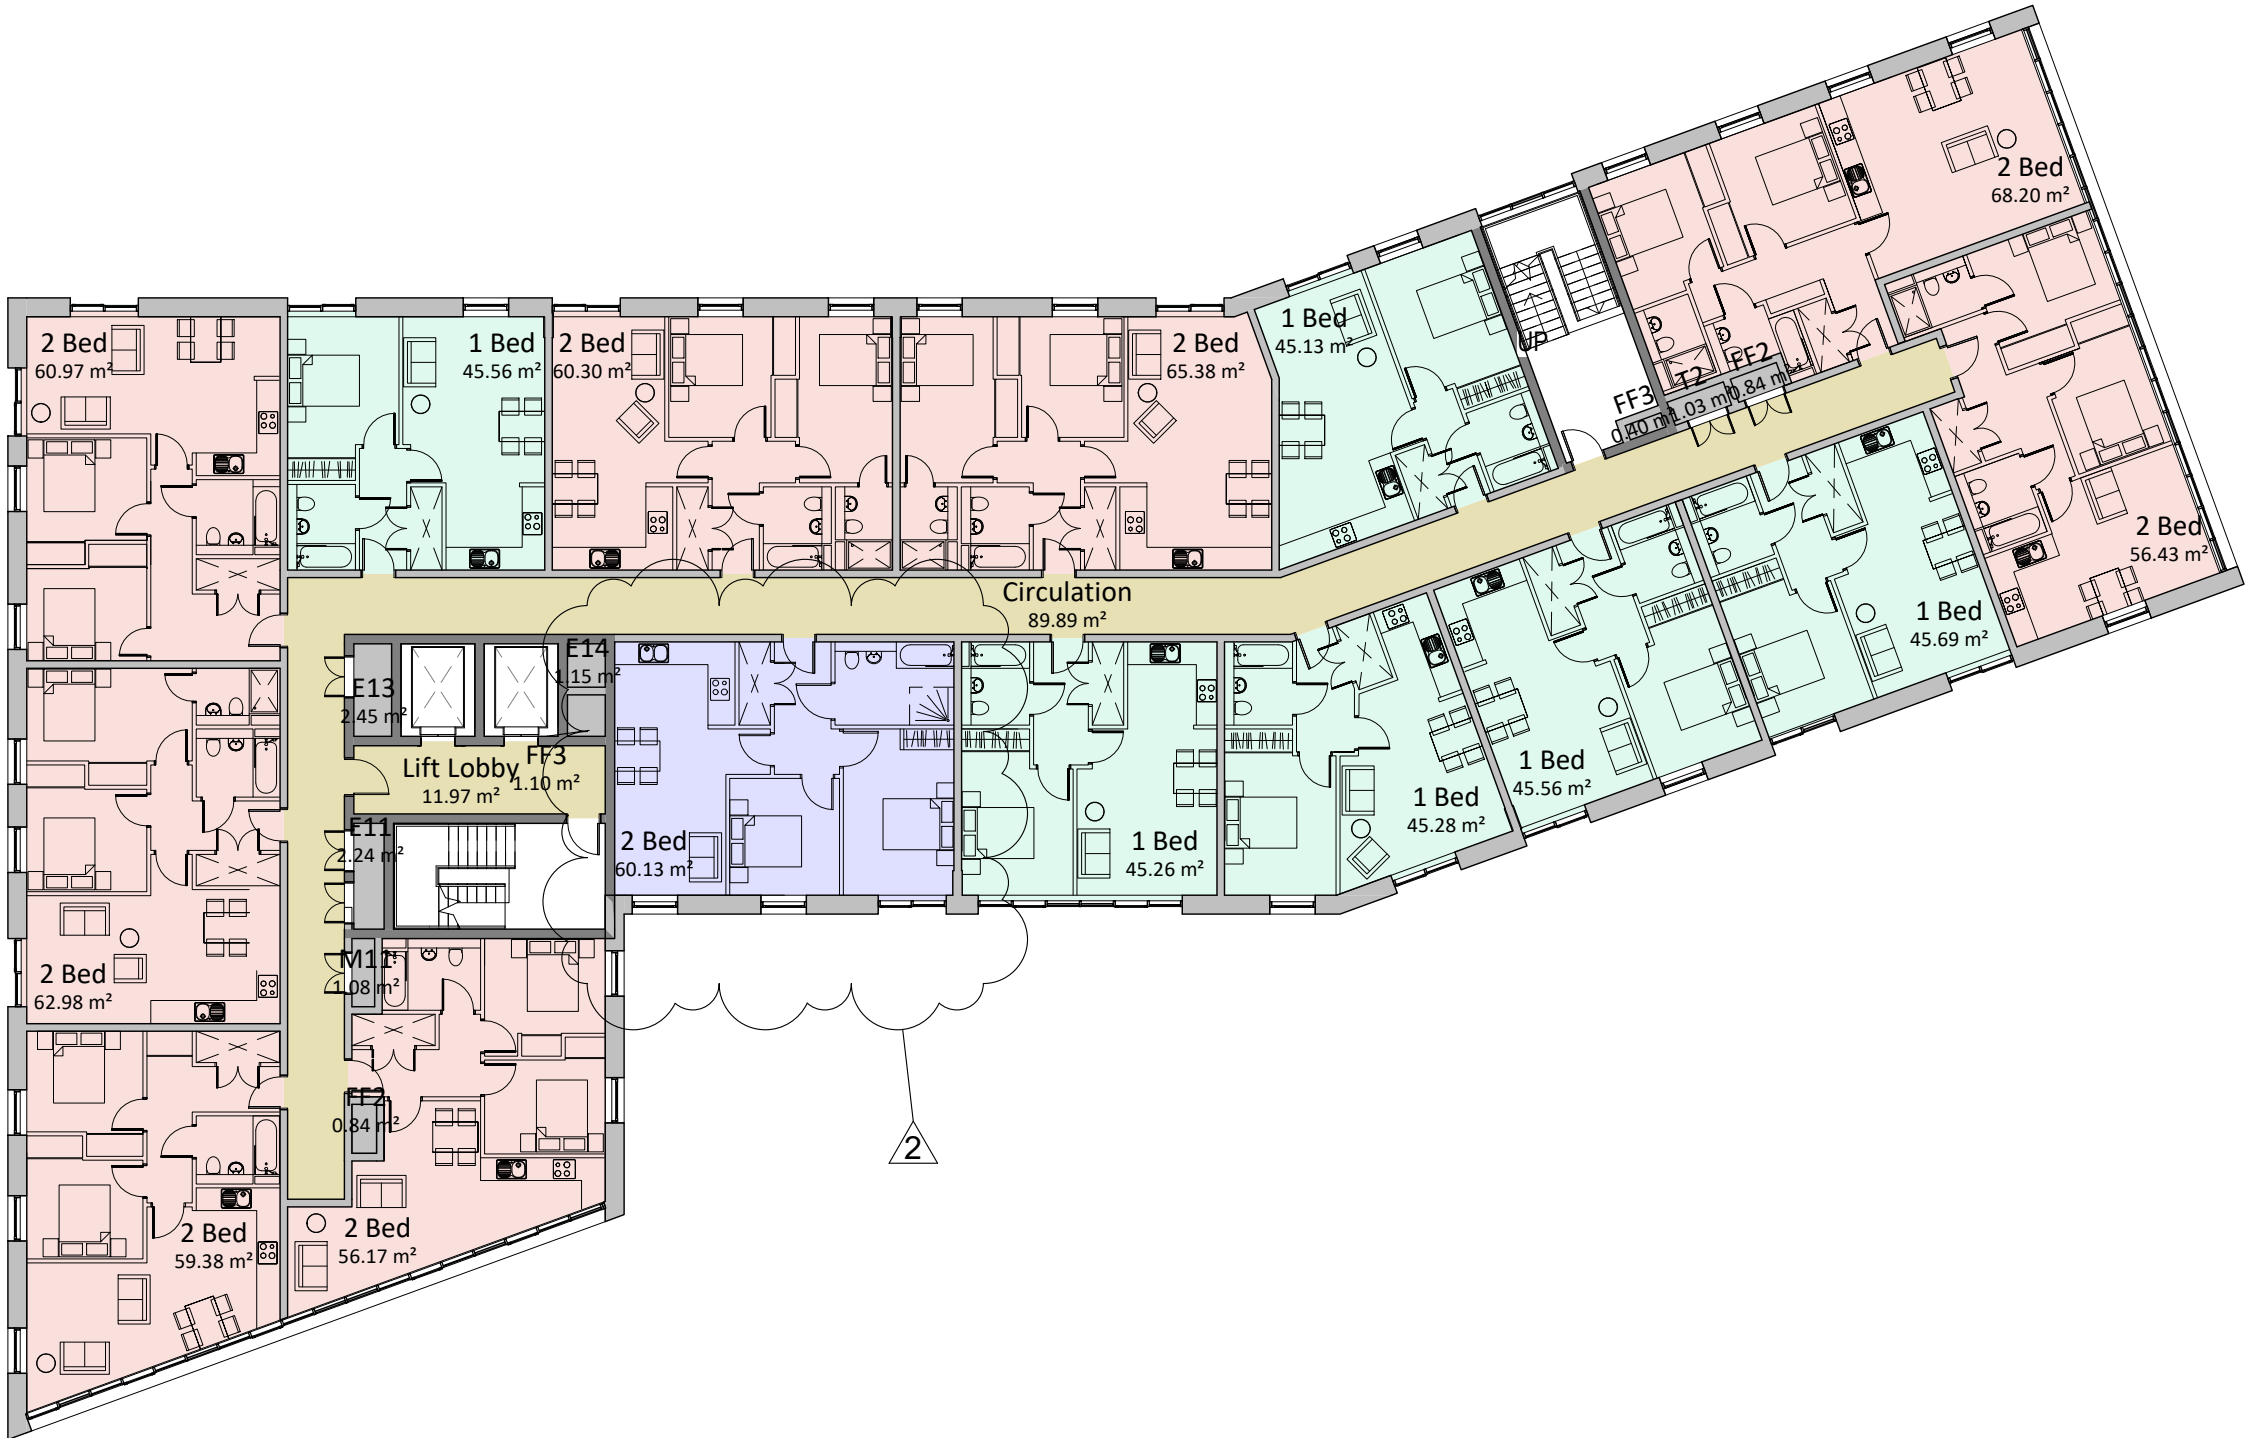 2 Bed
68.20 m²
2 Bed
60.97 m²
1 Bed
45.56 m²
2 Bed
60.30 m²
2 Bed
65.38 m²
1 Bed
45.13 m²
UP
FF3
0.40 m²
T2
1.03 m²
FF2
0.84 m²
2 Bed
56.43 m²
Circulation
89.89 m²
1 Bed
45.69 m²
E13
2.45 m²
E14
1.15 m²
Lift Lobby
11.97 m²
FF3
1.10 m²
E11
2.24 m²
2 Bed
60.13 m²
1 Bed
45.26 m²
1 Bed
45.28 m²
1 Bed
45.56 m²
2 Bed
62.98 m²
M11
1.08 m²
FF2
0.84 m²
2
2 Bed
59.38 m²
2 Bed
56.17 m²